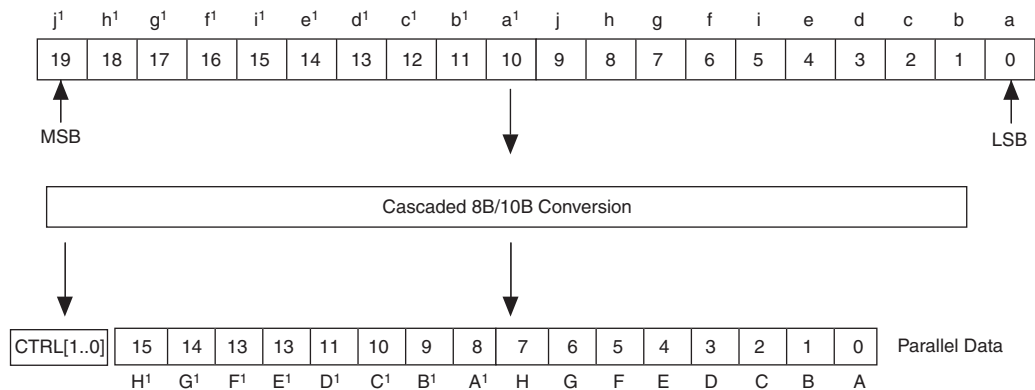 j¹ h¹ g¹ f¹ i¹ e¹ d¹ c¹ b¹ a¹ j h g f i e d c b a
19 18 17 16 15 14 13 12 11 10 9 8 7 6 5 4 3 2 1 0
MSB LSB
Cascaded 8B/10B Conversion
CTRL[1..0] 15 14 13 13 11 10 9 8 7 6 5 4 3 2 1 0 Parallel Data
H¹ G¹ F¹ E¹ D¹ C¹ B¹ A¹ H G F E D C B A